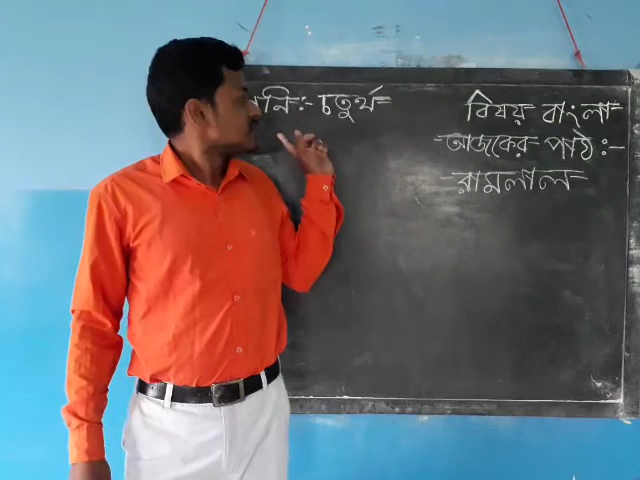 নি:- চতুর্থ
বিষয় বাংলা
আজকের পাঠ :-
রামলাল